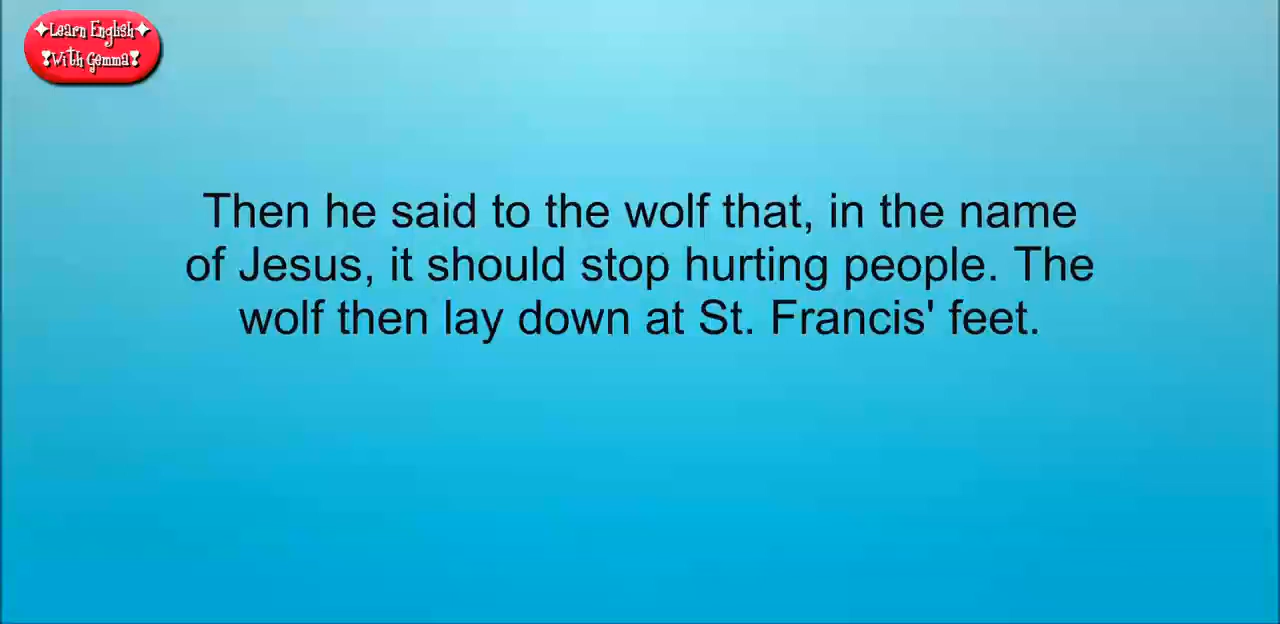 Learn English
With Gemma
Then he said to the wolf that, in the name
of Jesus, it should stop hurting people. The
wolf then lay down at St. Francis' feet.